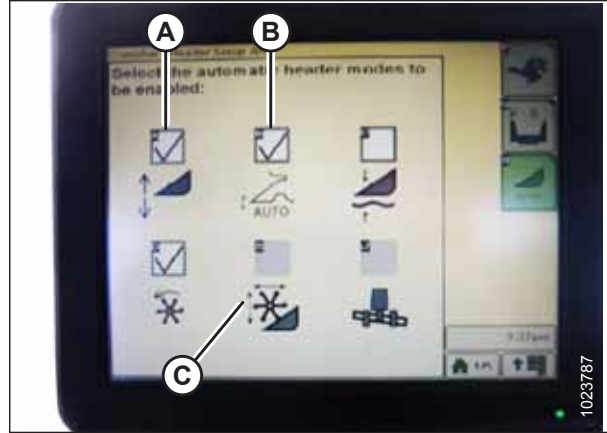 A
B
Select the automatic header modes to
be enabled:
AUTO
C
1023787